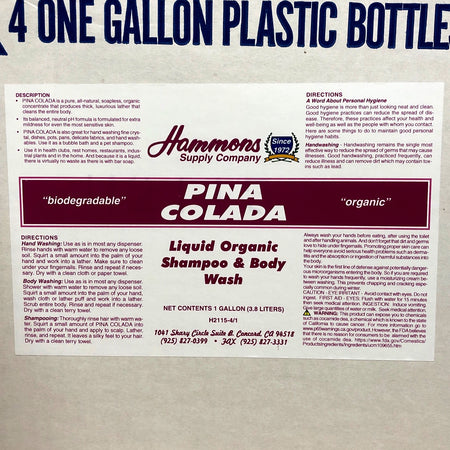 4 ONE GALLON PLASTIC BOTTLE
DESCRIPTION
• PINA COLADA is a pure, all-natural, soapless, organic
concentrate that produces thick, luxurious lather that
cleans the entire body.
• Its balanced, neutral pH formula is formulated for extra
mildness for even the most sensitive skin.
• PINA COLADA is also great for hand washing fine crys-
tal, dishes, pots, pans, delicate fabrics, and hand wash-
ables. Use it as a bubble bath and a pet shampoo.
• Use it in health clubs, rest homes, restaurants, indus-
trial plants and in the home. And because it is a liquid,
there is virtually no waste as there is with bar soap.
Hammons
Supply Company
Since
1972
DIRECTIONS
A Word About Personal Hygiene
Good hygiene is more than just looking neat and clean.
Good hygiene practices can reduce the spread of dis-
ease. Therefore, these practices affect your health and
well-being as well as the people with whom you contact.
Here are some things to do to maintain good personal
hygiene habits.
Handwashing - Handwashing remains the single most
effective way to reduce the spread of germs that may cause
illnesses. Good handwashing, practiced frequently, can
reduce illness and can remove dirt which may contain tox-
ins such as lead.
"biodegradable"
PINA
COLADA
"organic"
DIRECTIONS
Hand Washing: Use as is in most any dispenser.
Rinse hands with warm water to remove any loose
soil. Squirt a small amount into the palm of your
hand and work into a lather. Make sure to clean
under your fingernails. Rinse and repeat if neces-
sary. Dry with a clean terry towel.
Body Washing: Use as is in most any dispenser.
Shower with warm water to remove any loose
soil. Squirt a small amount into the palm of your hand,
wash cloth or lather puff and work into a lather.
Scrub entire body. Rinse and repeat if necessary.
Dry with a clean terry towel.
Shampooing: Thoroughly rinse hair with warm wa-
ter. Squirt a small amount of PINA COLADA into
the palm of your hand and apply to scalp. Lather,
rinse, and repeat. It leaves a smooth, silky feel to
your hair. Dry with a clean terry towel.
Liquid Organic
Shampoo & Body
Wash
NET CONTENTS 1 GALLON (3.8 LITERS)
H2115-4/1
1041 Shary Circle Suite B, Concord, CA 94518
(925) 827-0399 • FAX (925) 827-3331
Always wash your hands before eating, after using the toilet
and after handling animals. And don't forget that dirt and germs
love to hide under fingernails. Promoting proper skin care can
help everyone avoid serious health problems such as derma-
titis and the absorption or ingestion of harmful substances into
the body.
Your skin is the first line of defense against potentially danger-
ous microorganisms entering the body. So if you are required
to wash your hands frequently, use a moisturizing cream be-
tween washing. This prevents chapping and cracking espe-
cially common during winter.
CAUTION - EYE IRRITANT - Avoid contact with eyes. Do not
ingest. FIRST AID - EYES: Flush with water for 15 minutes
then seek medical attention. INGESTION: Induce vomiting.
Drink large quantities of water or milk. Seek medical attention.
WARNING: This product can expose you to chemicals
such as cocamide dea, a chemical which is known to the state
of California to cause cancer. For more information go to
www.p65warnings.ca.gov/product. However, the FDA believes
that there is no reason for consumers to be alarmed with the
use of cocamide dea. https://www.fda.gov/Cosmetics/